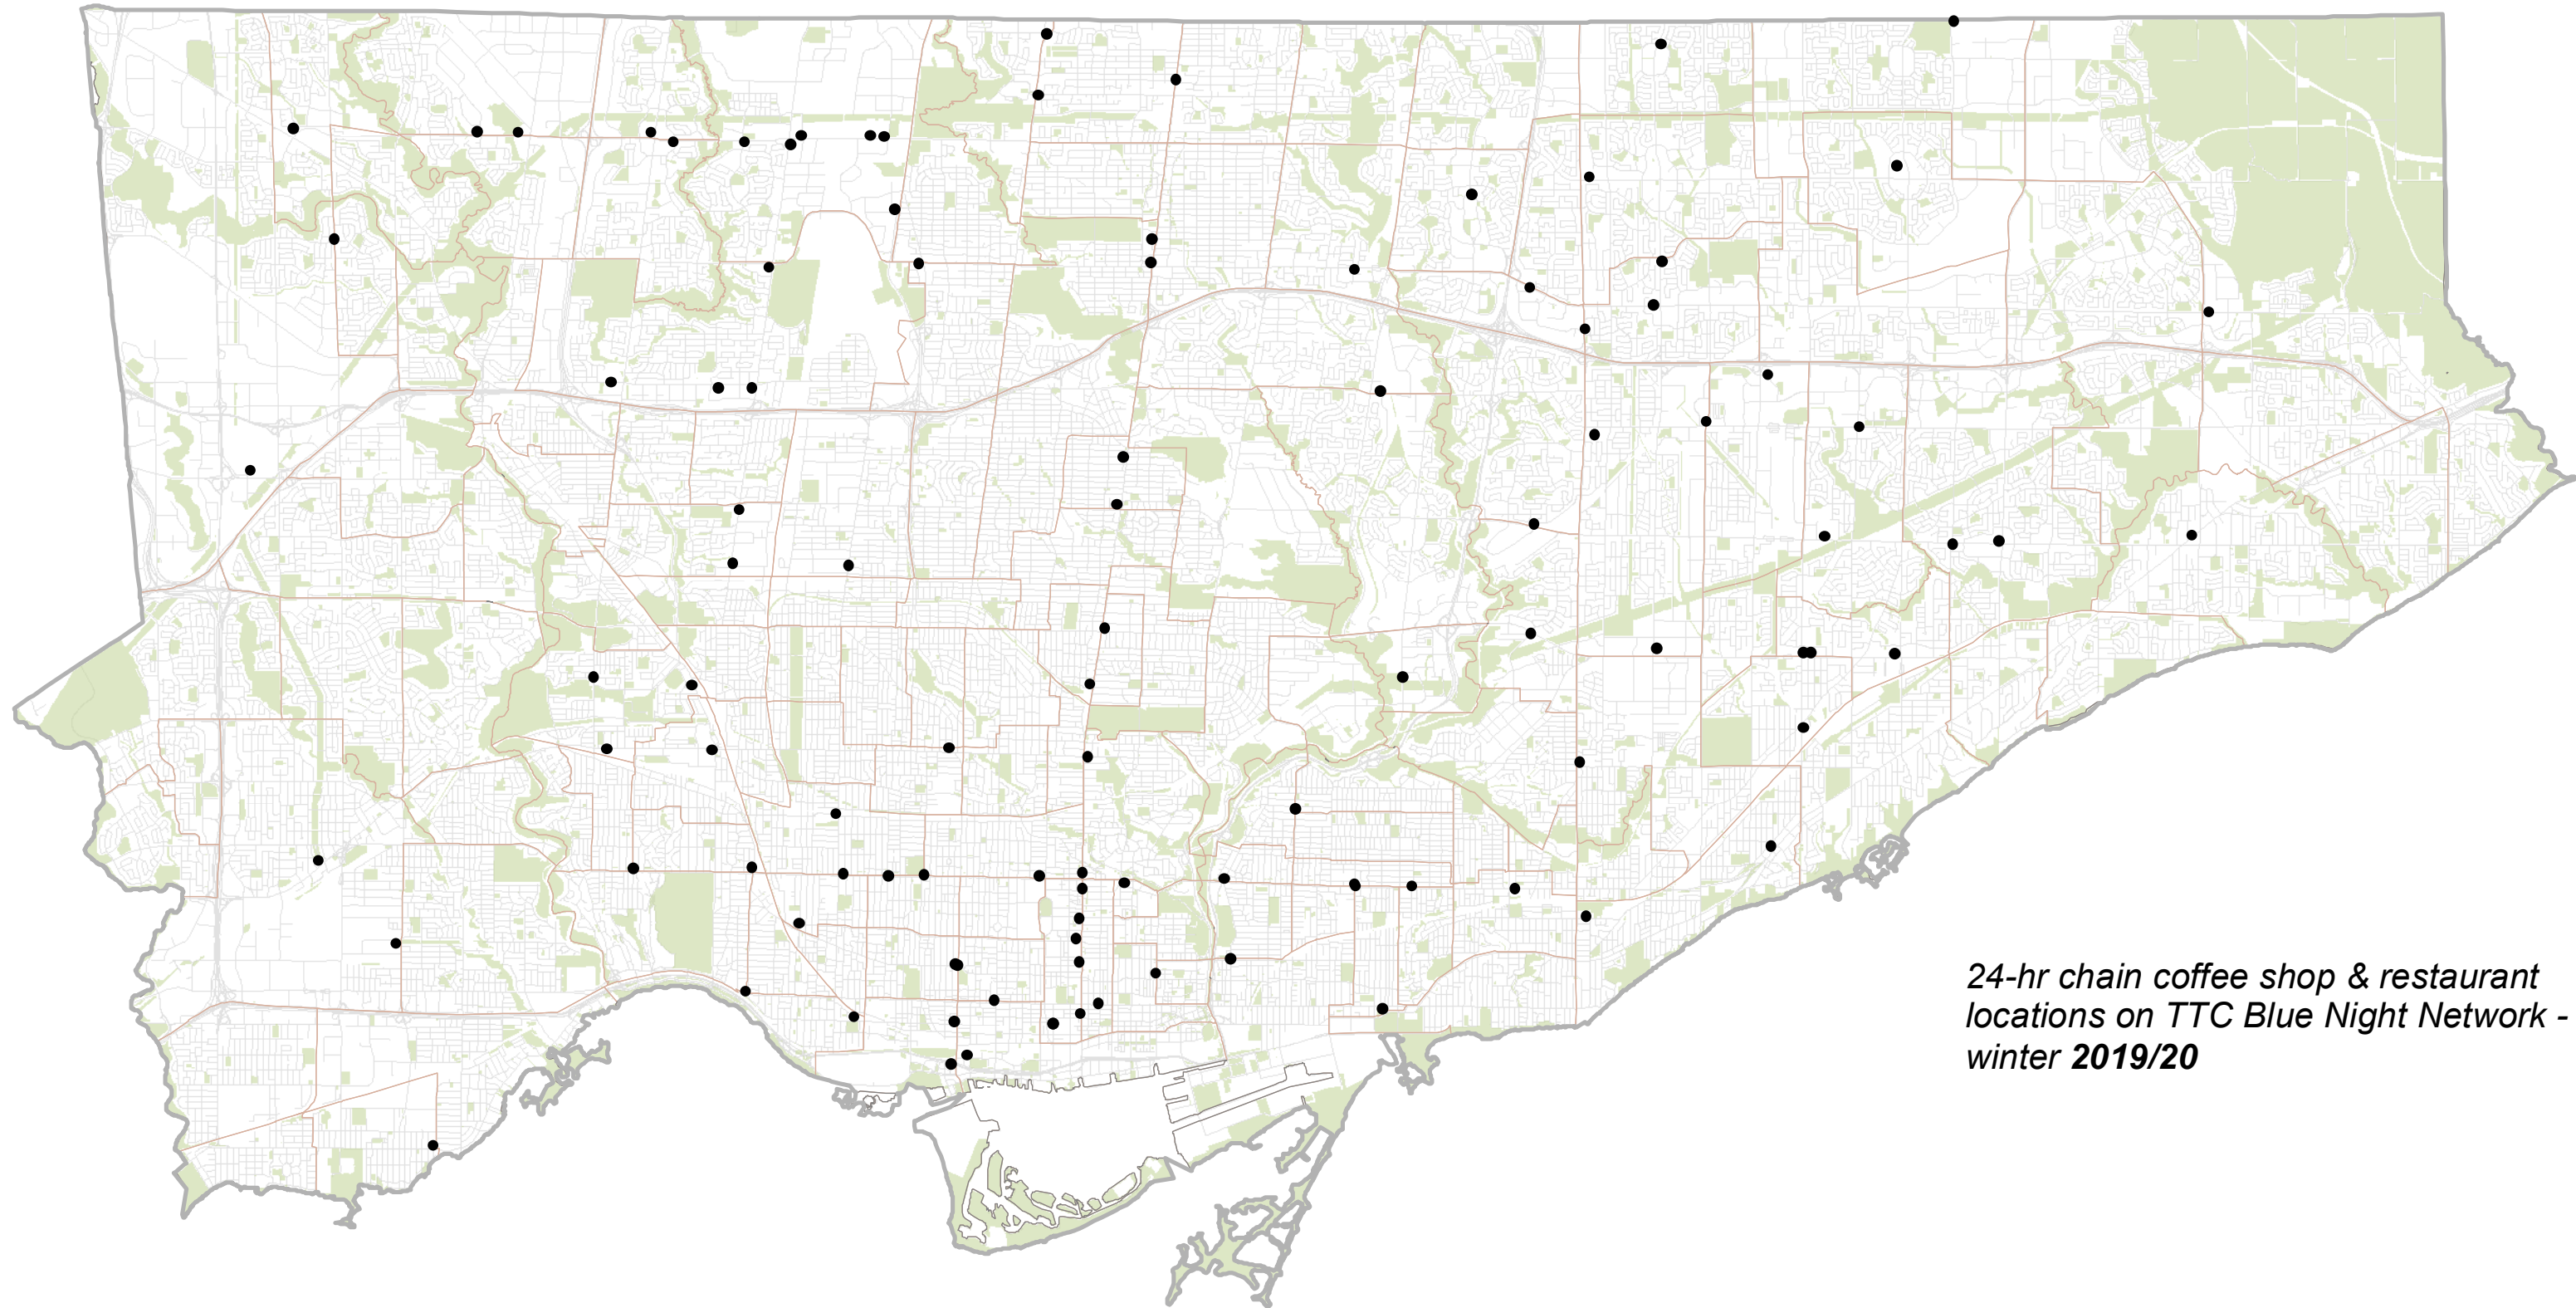 24-hr chain coffee shop & restaurant
locations on TTC Blue Night Network -
winter 2019/20